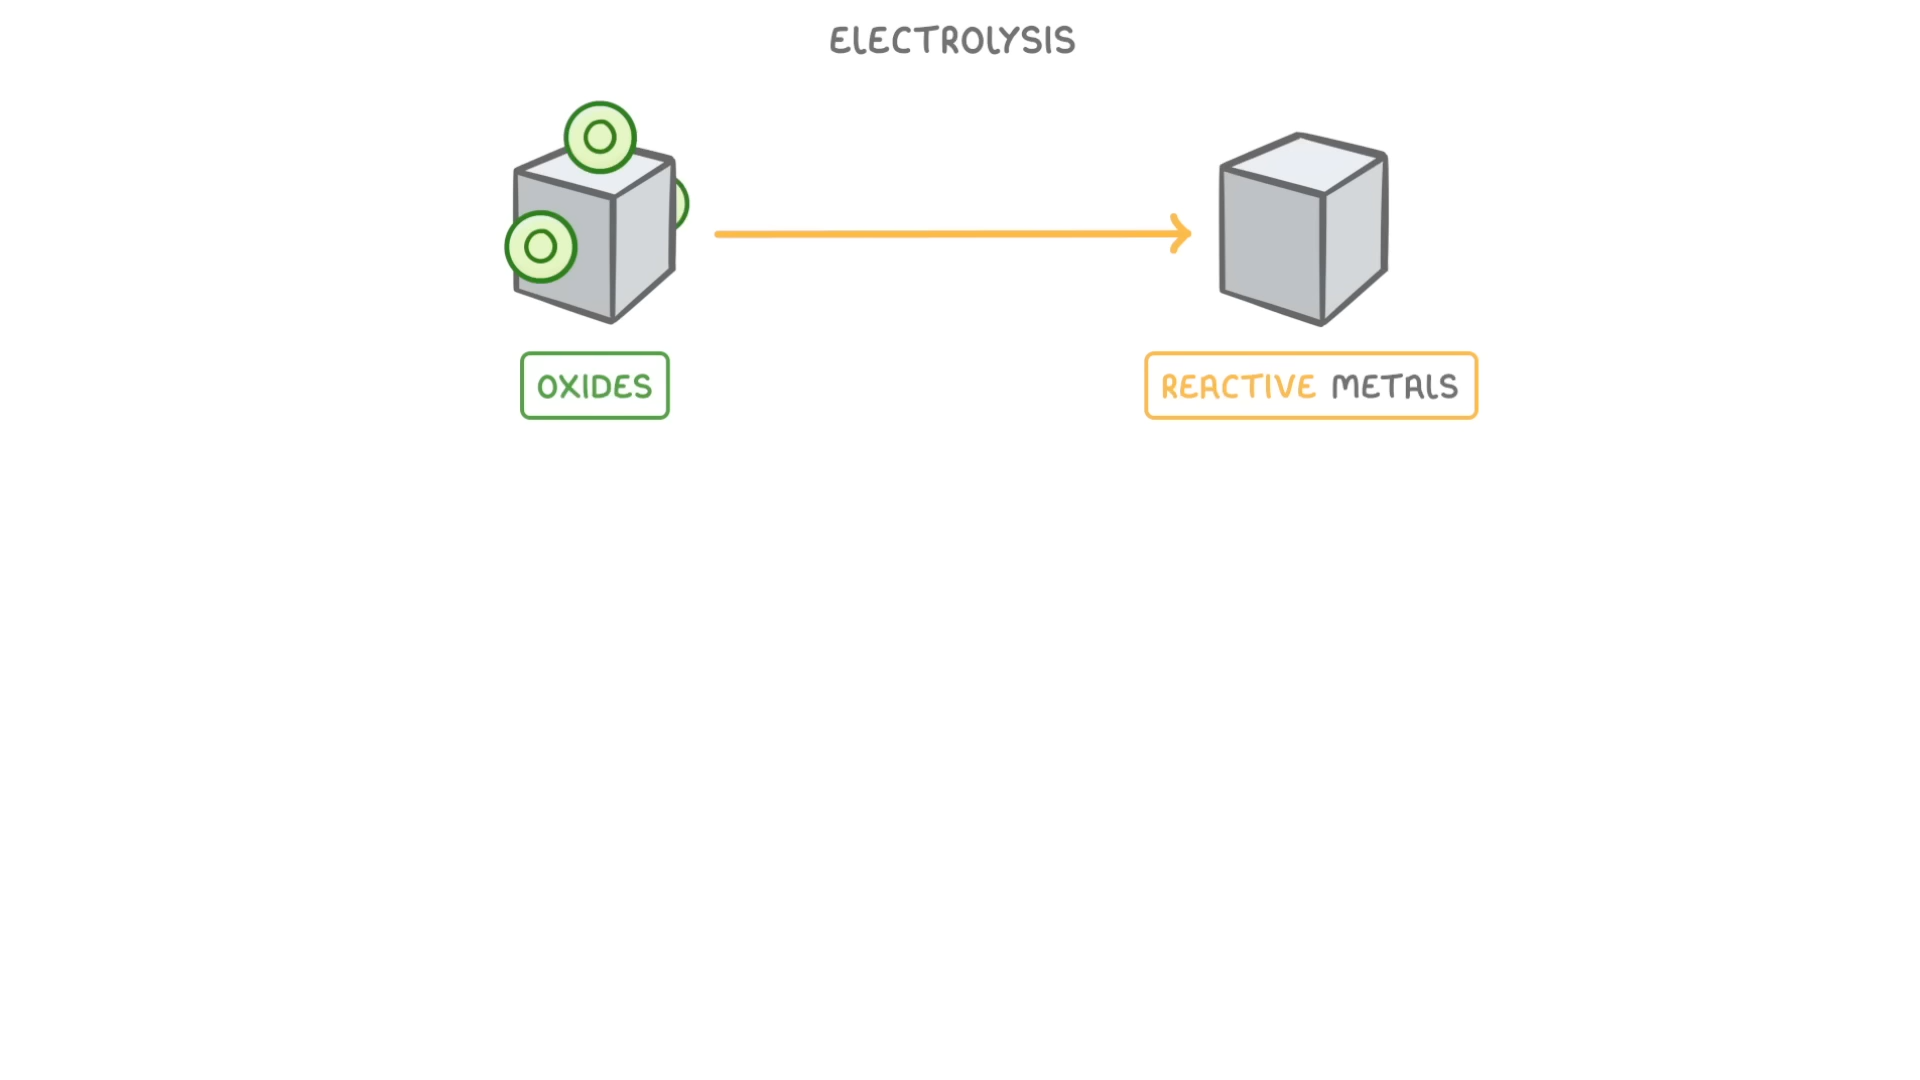 ELECTROLYSIS
O
O
OXIDES
REACTIVE METALS